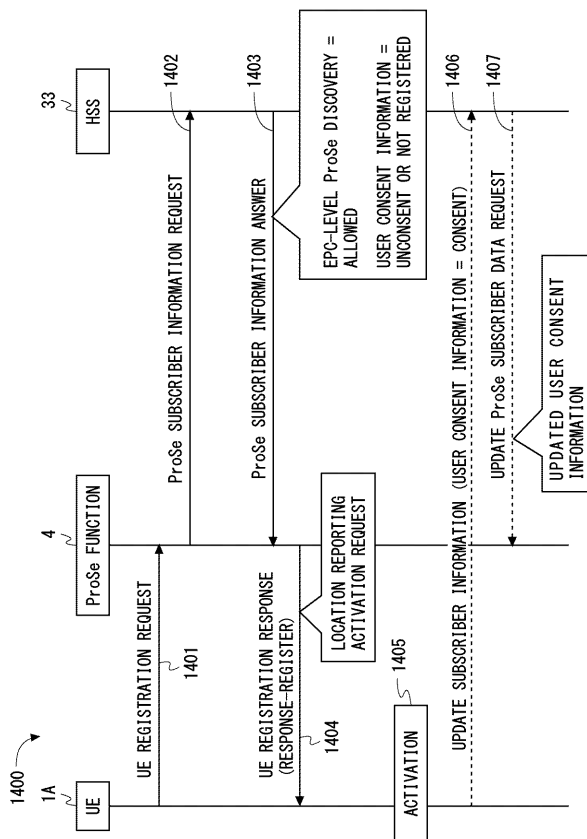 1400
1A
UE
4
ProSe FUNCTION
33
HSS
UE REGISTRATION REQUEST
1401
ProSe SUBSCRIBER INFORMATION REQUEST
1402
ProSe SUBSCRIBER INFORMATION ANSWER
1403
EPC-LEVEL ProSe DISCOVERY =
ALLOWED
USER CONSENT INFORMATION =
UNCONSENT OR NOT REGISTERED
UE REGISTRATION RESPONSE
(RESPONSE-REGISTER)
1404
LOCATION REPORTING
ACTIVATION REQUEST
ACTIVATION
1405
UPDATE SUBSCRIBER INFORMATION (USER CONSENT INFORMATION = CONSENT)
1406
UPDATE ProSe SUBSCRIBER DATA REQUEST
1407
UPDATED USER CONSENT
INFORMATION